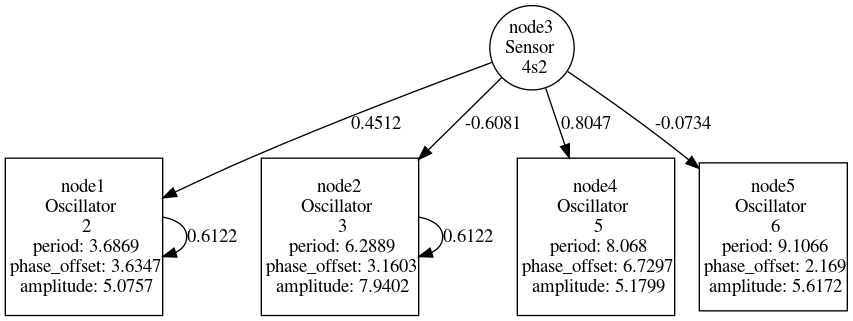 node3
Sensor
4s2
0.4512
-0.6081
0.8047
-0.0734
node1
Oscillator
2
period: 3.6869
phase_offset: 3.6347
amplitude: 5.0757
0.6122
node2
Oscillator
3
period: 6.2889
phase_offset: 3.1603
amplitude: 7.9402
0.6122
node4
Oscillator
5
period: 8.068
phase_offset: 6.7297
amplitude: 5.1799
node5
Oscillator
6
period: 9.1066
phase_offset: 2.169
amplitude: 5.6172